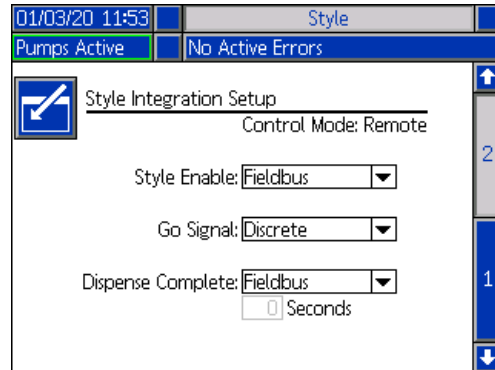 01/03/20 11:53 Style
Pumps Active No Active Errors
Style Integration Setup
Control Mode: Remote
2
Style Enable: Fieldbus
Go Signal: Discrete
1
Dispense Complete: Fieldbus
0 Seconds